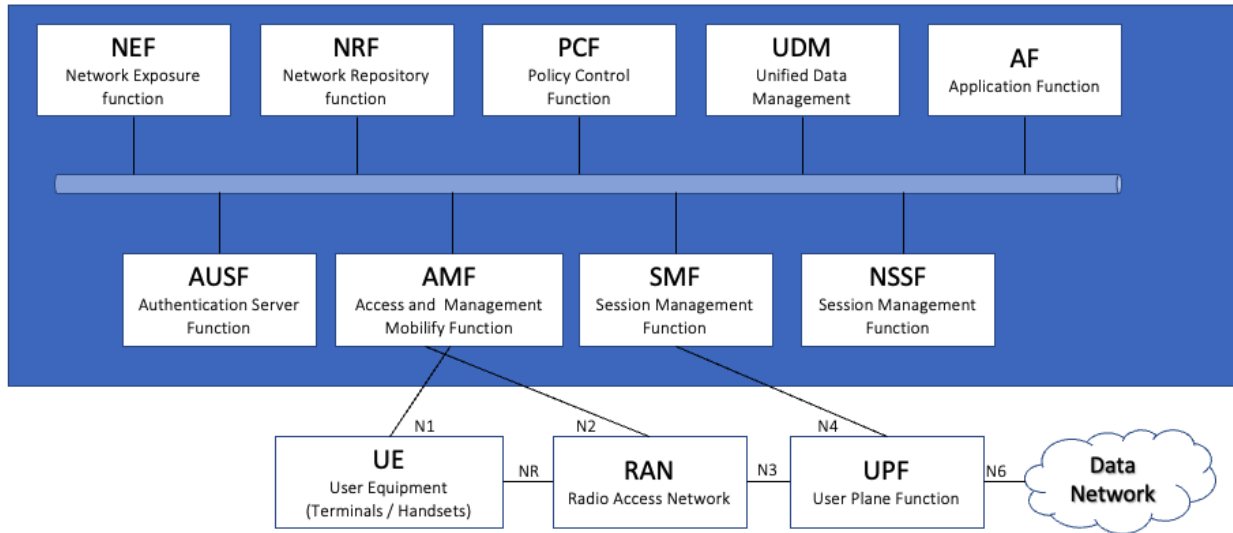 NEF
Network Exposure
function
NRF
Network Repository
function
PCF
Policy Control
Function
UDM
Unified Data
Management
AF
Application Function
AUSF
Authentication Server
Function
AMF
Access and Management
Mobilify Function
SMF
Session Management
Function
NSSF
Session Management
Function
N1
N2
N4
UE
User Equipment
(Terminals / Handsets)
NR
RAN
Radio Access Network
N3
UPF
User Plane Function
N6
Data
Network